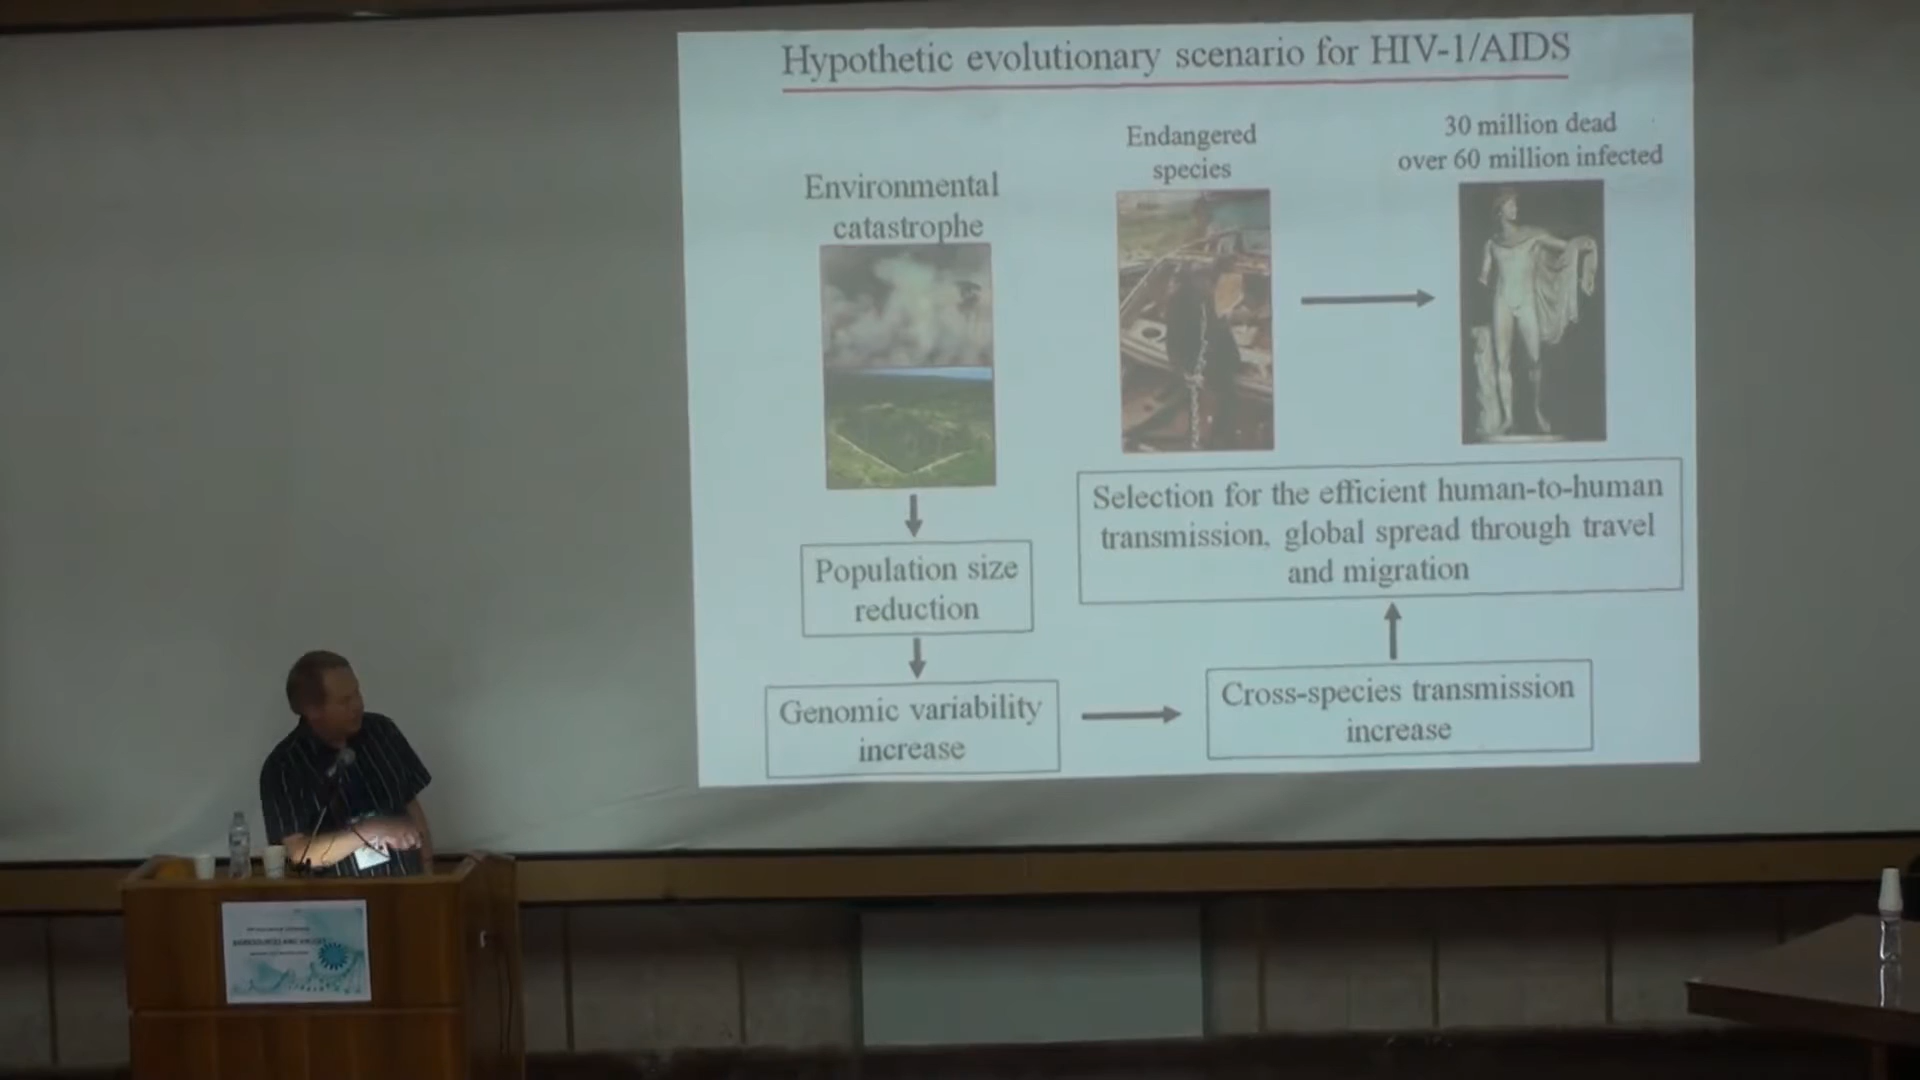 Hypothetic evolutionary scenario for HIV-1/AIDS
Environmental
catastrophe
Endangered
species
30 million dead
over 60 million infected
Population size
reduction
Genomic variability
increase
Cross-species transmission
increase
Selection for the efficient human-to-human
transmission, global spread through travel
and migration